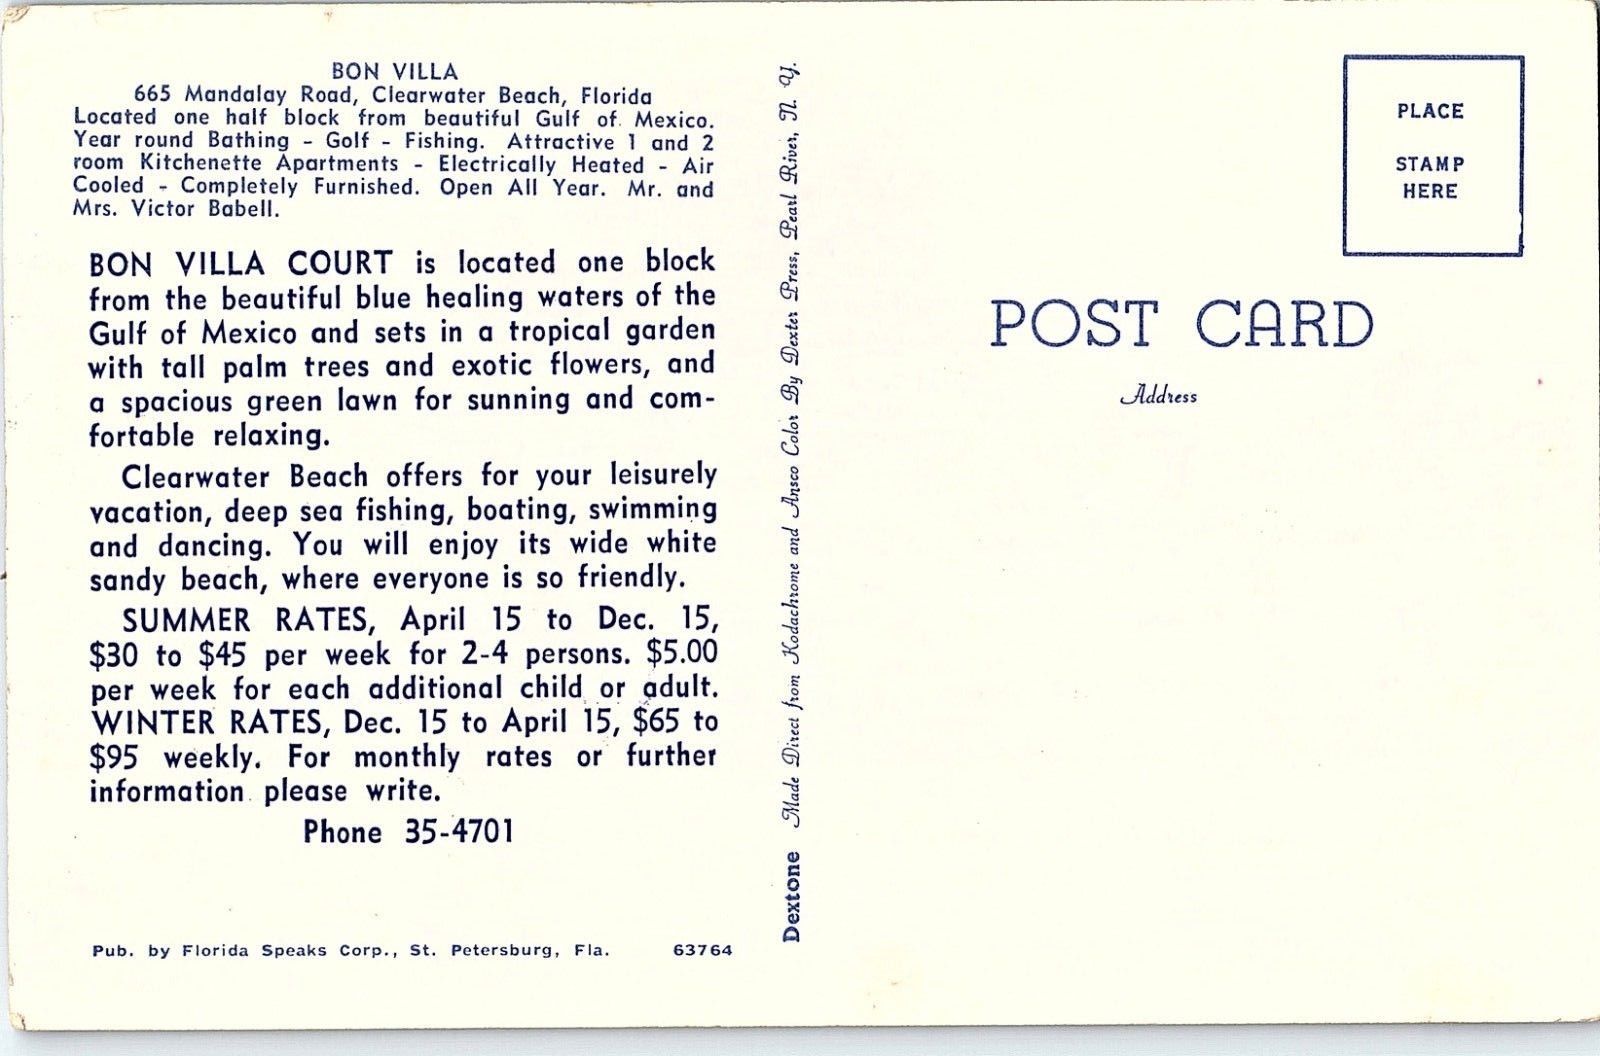 BON VILLA
665 Mandalay Road, Clearwater Beach, Florida
Located one half block from beautiful Gulf of Mexico.
Year round Bathing - Golf - Fishing. Attractive 1 and 2
room Kitchenette Apartments - Electrically Heated - Air
Cooled - Completely Furnished. Open All Year. Mr. and
Mrs. Victor Babell.
BON VILLA COURT is located one block
from the beautiful blue healing waters of the
Gulf of Mexico and sets in a tropical garden
with tall palm trees and exotic flowers, and
a spacious green lawn for sunning and com-
fortable relaxing.
Clearwater Beach offers for your leisurely
vacation, deep sea fishing, boating, swimming
and dancing. You will enjoy its wide white
sandy beach, where everyone is so friendly.
SUMMER RATES, April 15 to Dec. 15,
$30 to $45 per week for 2-4 persons. $5.00
per week for each additional child or adult.
WINTER RATES, Dec. 15 to April 15, $65 to
$95 weekly. For monthly rates or further
information please write.
Phone 35-4701
Pub. by Florida Speaks Corp., St. Petersburg, Fla. 63764
Dextone Made Direct from Kodachrome and Ansco Color By Dexter Press, Pearl River, N. Y.
PLACE
STAMP
HERE
POST CARD
Address